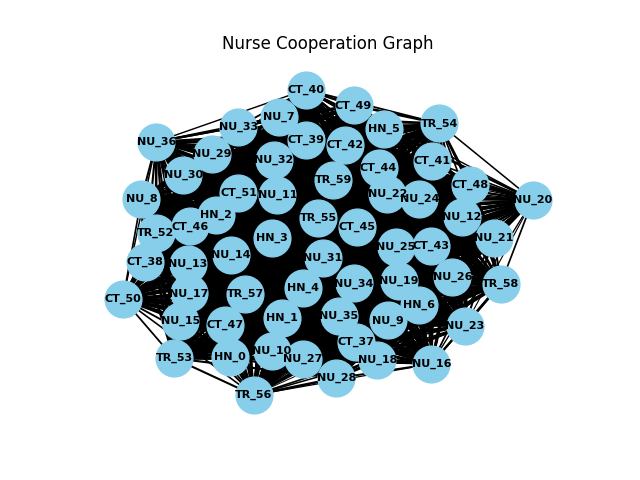 Nurse Cooperation Graph
CT_40
CT_49
NU_7
TR_54
NU_33
HN_5
NU_36
CT_39
CT_42
NU_29
NU_32
CT_41
CT_44
NU_30
TR_59
CT_48
CT_51
NU_11
NU_22
NU_8
NU_24
NU_20
HN_2
NU_12
TR_55
CT_46
CT_45
TR_52
HN_3
NU_21
CT_43
NU_25
NU_14
NU_31
CT_38
NU_13
NU_26
NU_19
NU_34
TR_58
HN_4
NU_17
TR_57
CT_50
HN_6
NU_35
HN_1
NU_15
NU_9
CT_47
NU_23
CT_37
NU_10
HN_0
TR_53
NU_27
NU_18
NU_16
NU_28
TR_56